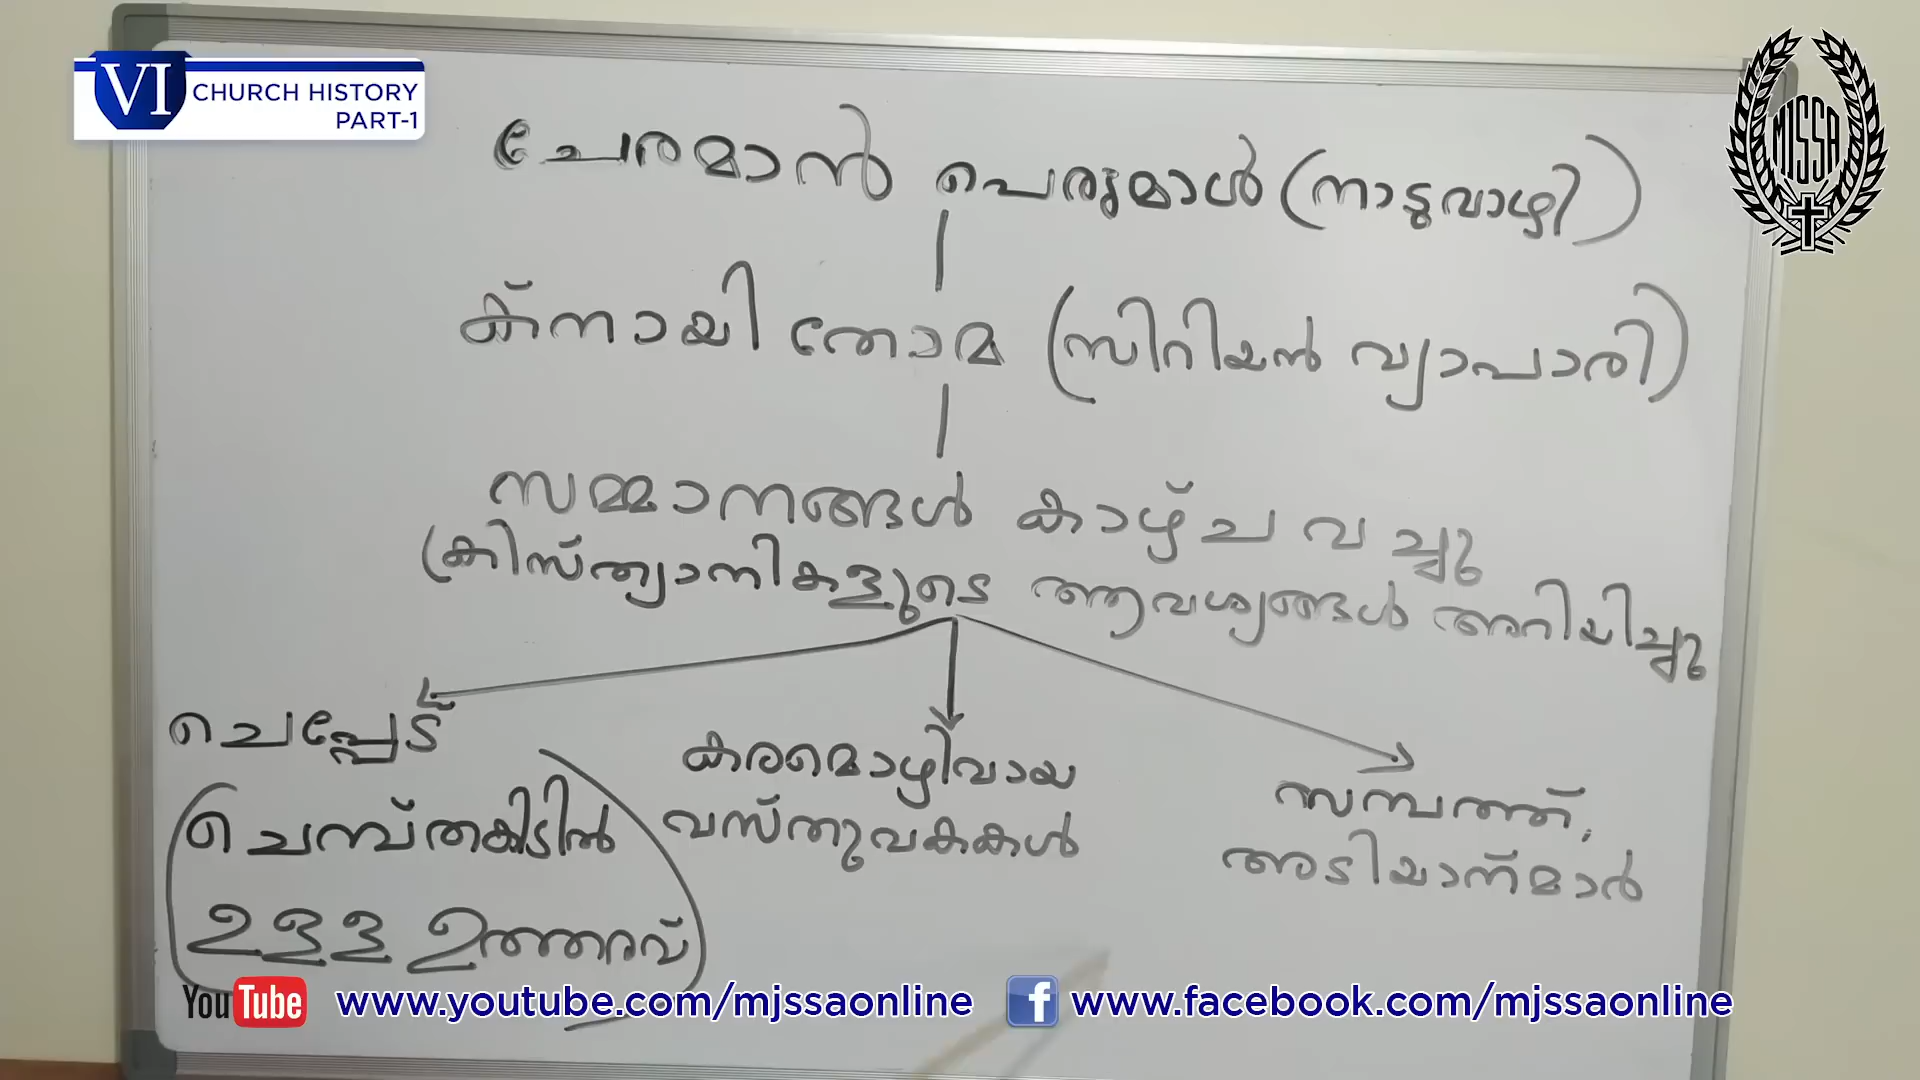 VI
CHURCH HISTORY
PART-1
MJSSA
ചേരമാൻ പെരുമാൾ (നാടുവാഴി)
ക്നായി തോമ (സിറിയൻ വ്യാപാരി)
സമ്മാനങ്ങൾ കാഴ്ച വച്ചു
(ക്രിസ്ത്യാനികളുടെ ആവശ്യങ്ങൾ അറിയിച്ചു
ചെപ്പേട്
ചെമ്പ്തകിടിൽ
ഉള്ള ഉത്തരവ്
കരമൊഴിവായ
വസ്തുവകകൾ
സമ്പത്ത്,
അടിയാന്മാർ
YouTube www.youtube.com/mjssaonline f www.facebook.com/mjssaonline